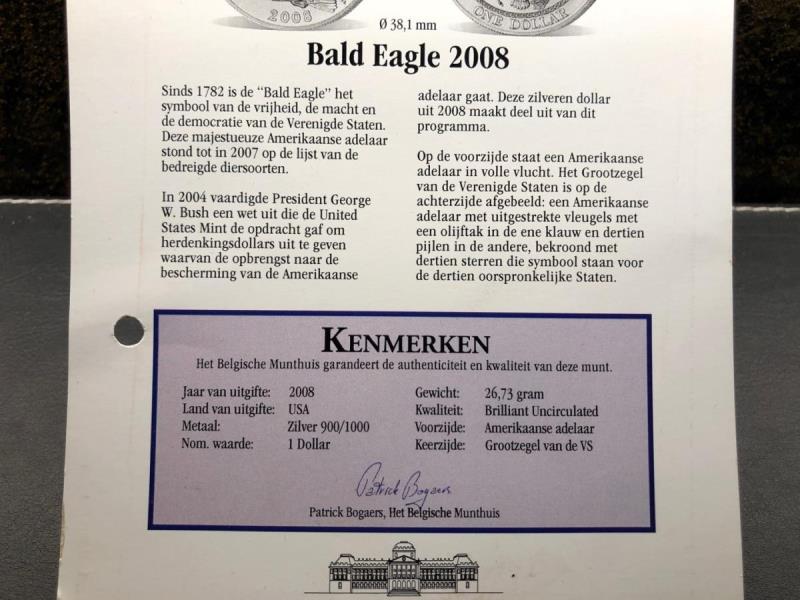 2008
ONE DOLLAR
Ø 38,1 mm
Bald Eagle 2008
Sinds 1782 is de “Bald Eagle” het
symbool van de vrijheid, de macht en
de democratie van de Verenigde Staten.
Deze majestueuze Amerikaanse adelaar
stond tot in 2007 op de lijst van de
bedreigde diersoorten.
In 2004 vaardigde President George
W. Bush een wet uit die de United
States Mint de opdracht gaf om
herdenkingsdollars uit te geven
waarvan de opbrengst naar de
bescherming van de Amerikaanse
adelaar gaat. Deze zilveren dollar
uit 2008 maakt deel uit van dit
programma.
Op de voorzijde staat een Amerikaanse
adelaar in volle vlucht. Het Grootzegel
van de Verenigde Staten is op de
achterzijde afgebeeld: een Amerikaanse
adelaar met uitgestrekte vleugels met
een olijftak in de ene klauw en dertien
pijlen in de andere, bekroond met
dertien sterren die symbool staan voor
de dertien oorspronkelijke Staten.
KENMERKEN
Het Belgische Munthuis garandeert de authenticiteit en kwaliteit van deze munt.
Jaar van uitgifte: 2008
Land van uitgifte: USA
Metaal: Zilver 900/1000
Nom. waarde: 1 Dollar
Gewicht: 26,73 gram
Kwaliteit: Brilliant Uncirculated
Voorzijde: Amerikaanse adelaar
Keerzijde: Grootzegel van de VS
Patrick Bogaers
Patrick Bogaers, Het Belgische Munthuis